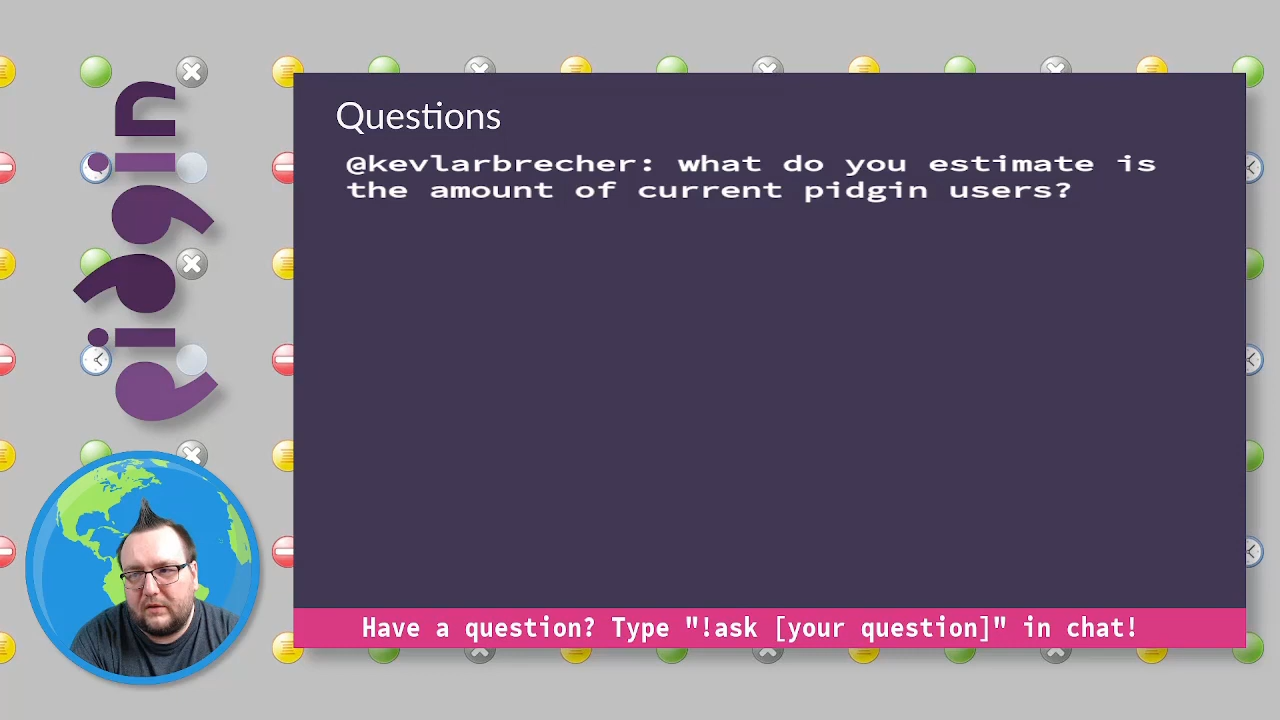 pidgin
Questions
@kevlarbrecher: what do you estimate is
the amount of current pidgin users?
Have a question? Type "!ask [your question]" in chat!